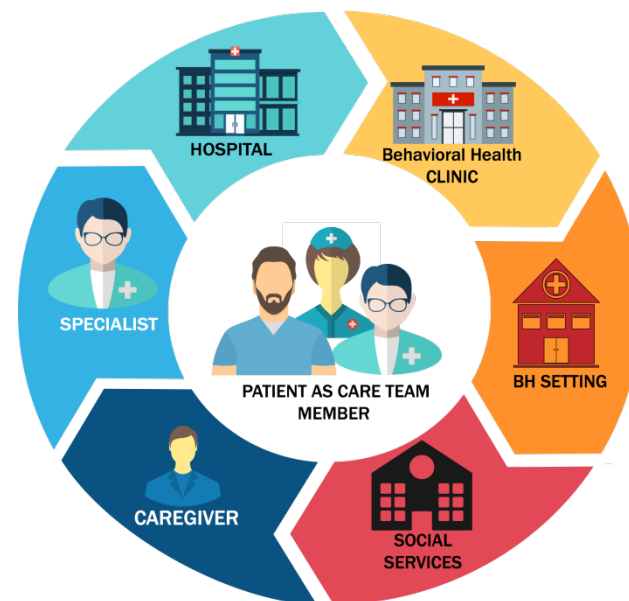 HOSPITAL
Behavioral Health
CLINIC
BH SETTING
SOCIAL
SERVICES
CAREGIVER
SPECIALIST
PATIENT AS CARE TEAM
MEMBER